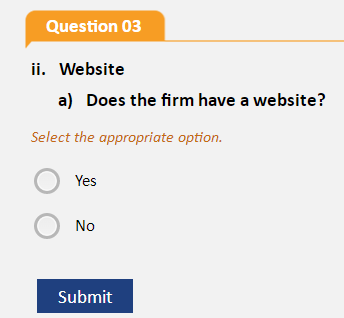 Question 03
ii. Website
a) Does the firm have a website?
Select the appropriate option.
Yes
No
Submit